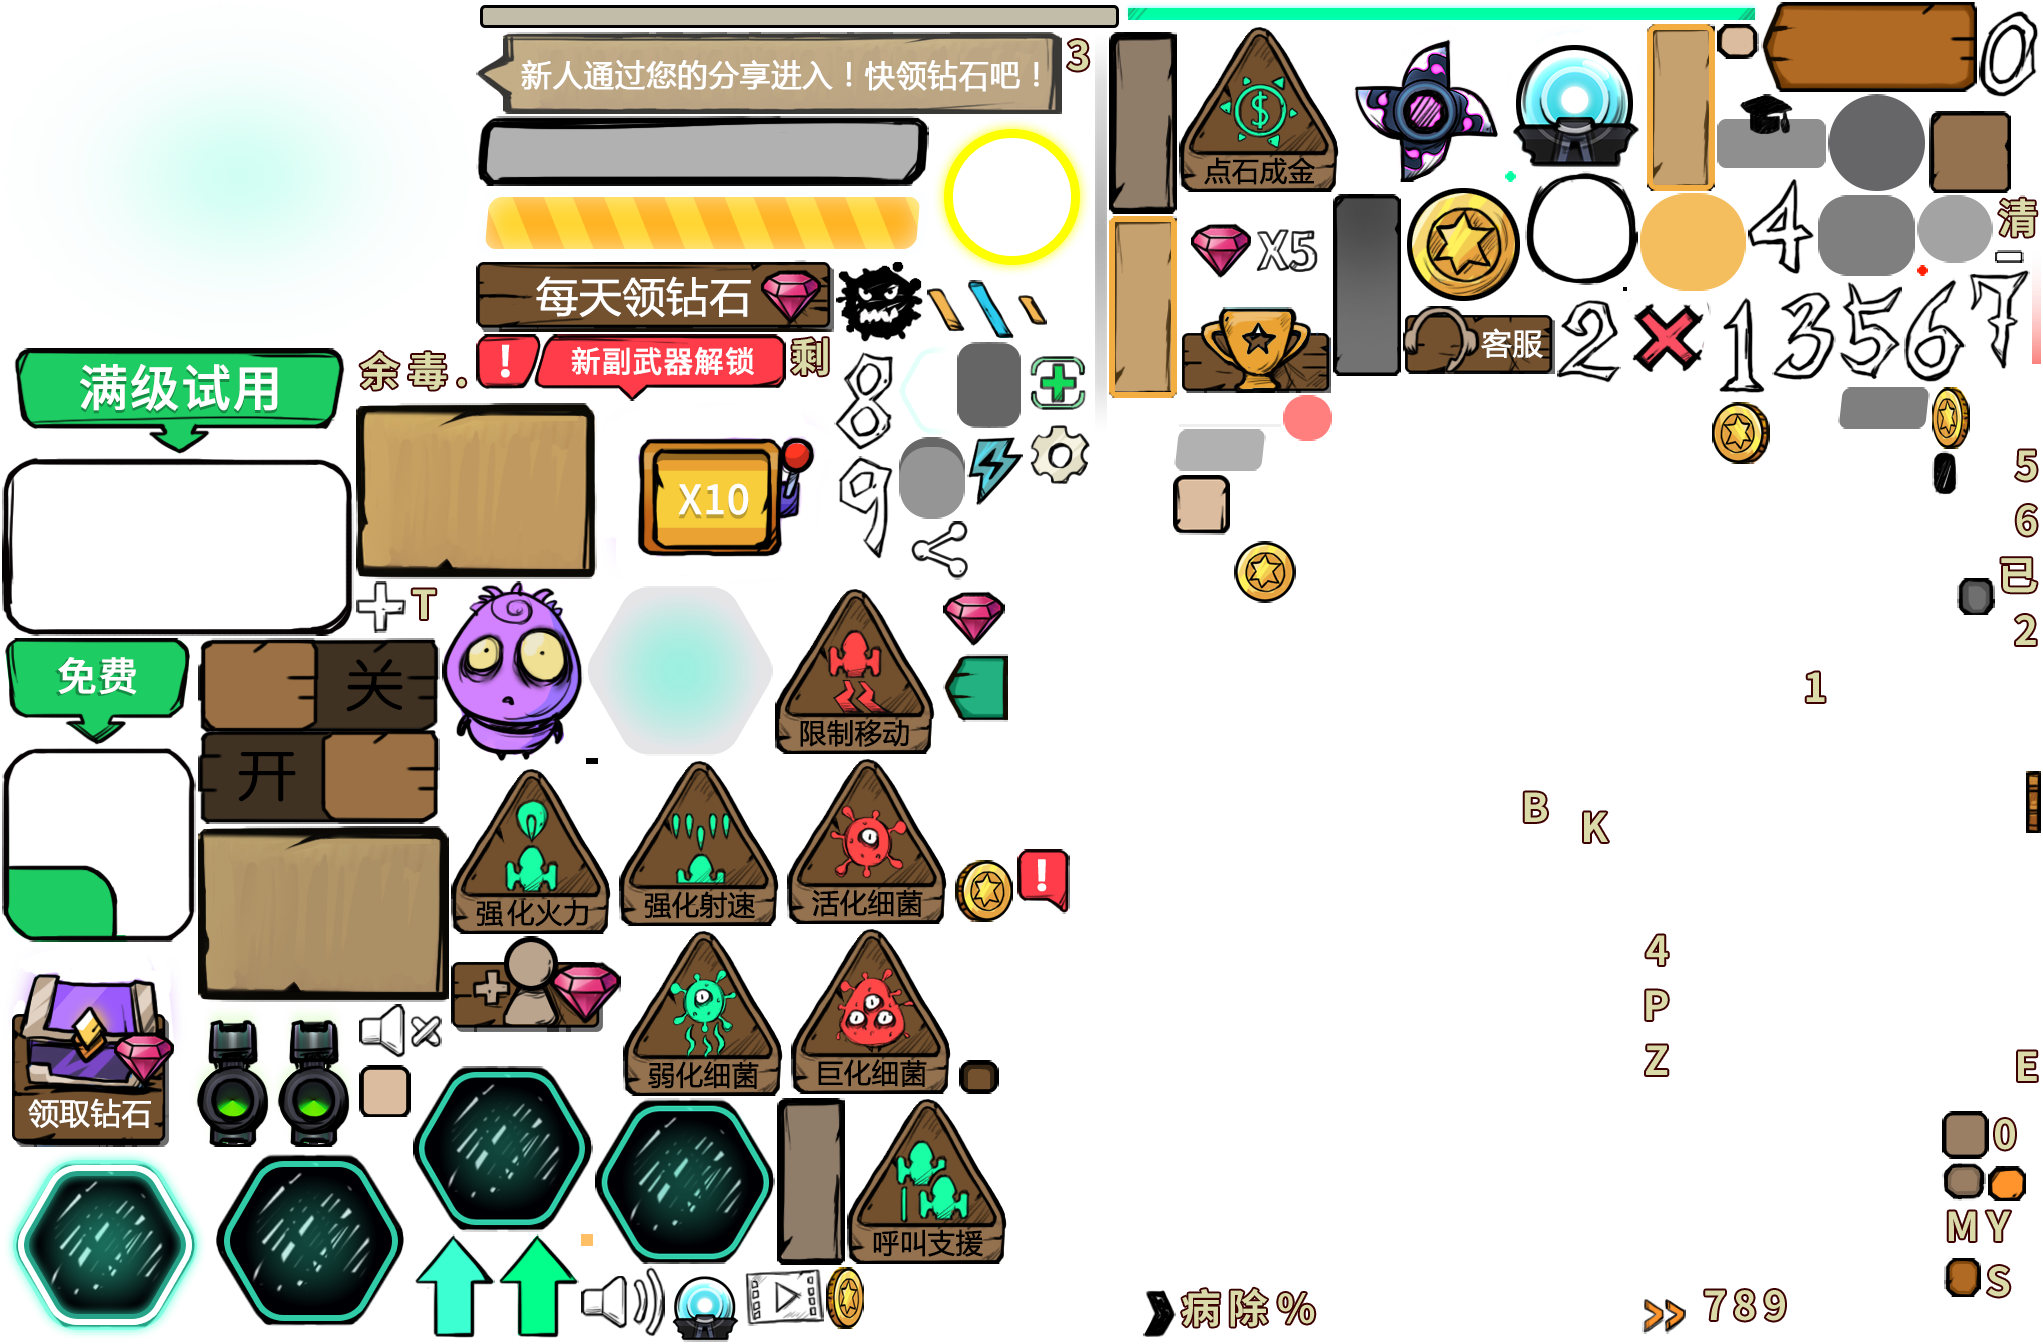 新人通过您的分享进入！快领钻石吧！
3
0
点石成金
X5
清
4
每天领钻石
!
新副武器解锁
剩
客服
2
1
3
5
6
7
满级试用
余毒.
8
X10
9
5
6
已
2
T
免费
关
开
限制移动
1
B
K
强化火力
强化射速
活化细菌
!
4
P
Z
E
弱化细菌
巨化细菌
领取钻石
呼叫支援
0
M Y
S
病除%
789